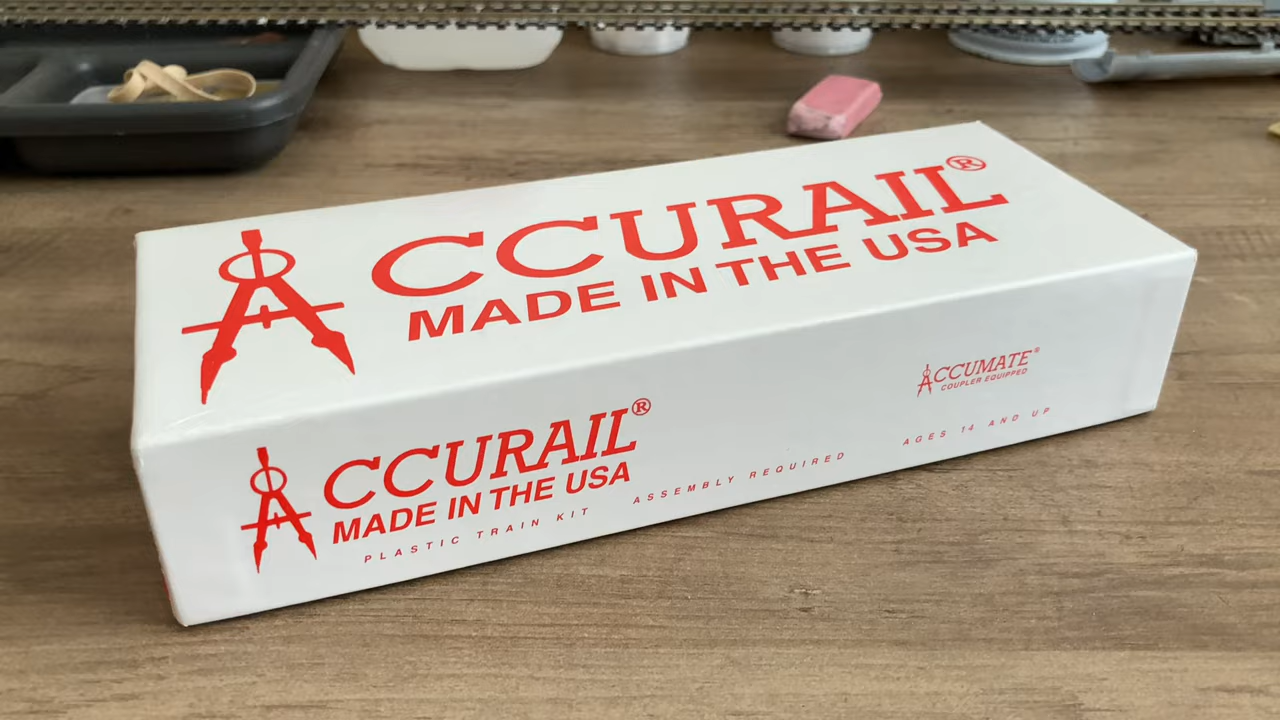 ACCURAIL®
MADE IN THE USA
ACCURAIL®
MADE IN THE USA
PLASTIC TRAIN KIT ASSEMBLY REQUIRED AGES 14 AND UP
ACCUMATE®
COUPLER EQUIPPED